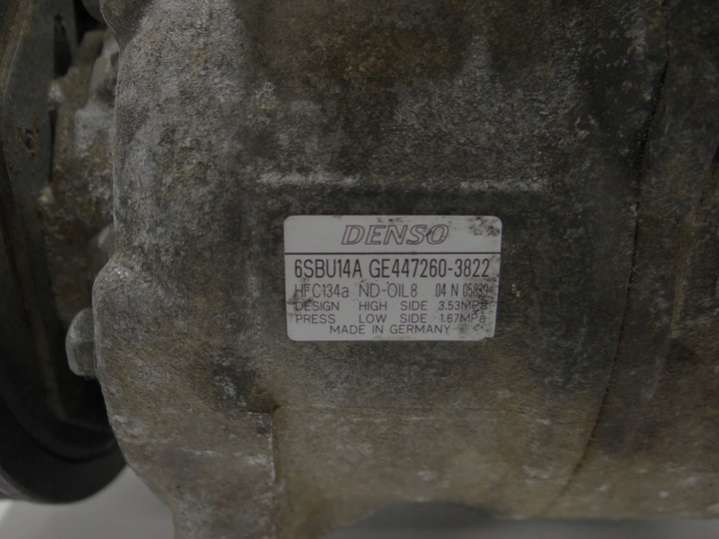 DENSO
6SBU14A GE447260-3822
HFC134a ND-OIL8 04 N
DESIGN HIGH SIDE 3.53MPa
PRESS LOW SIDE 1.67MPa
MADE IN GERMANY